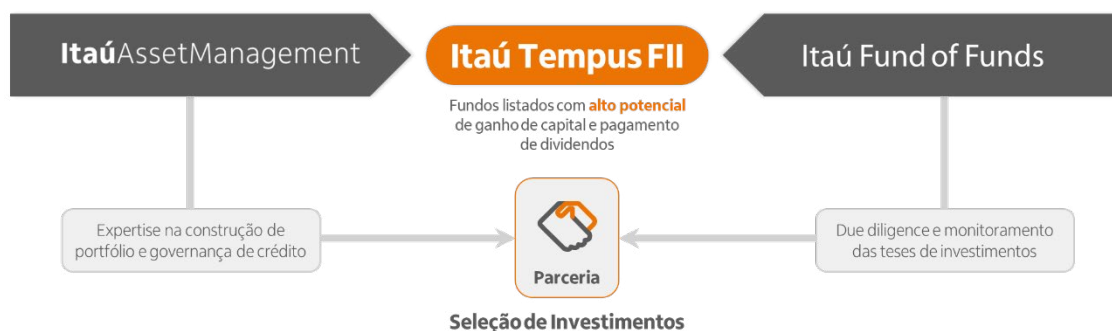 ItaúAssetManagement
Itaú Tempus FII
Itaú Fund of Funds
Fundos listados com alto potencial
de ganho de capital e pagamento
de dividendos
Expertise na construção de
portfólio e governança de crédito
Parceria
Due diligence e monitoramento
das teses de investimentos
Seleção de Investimentos